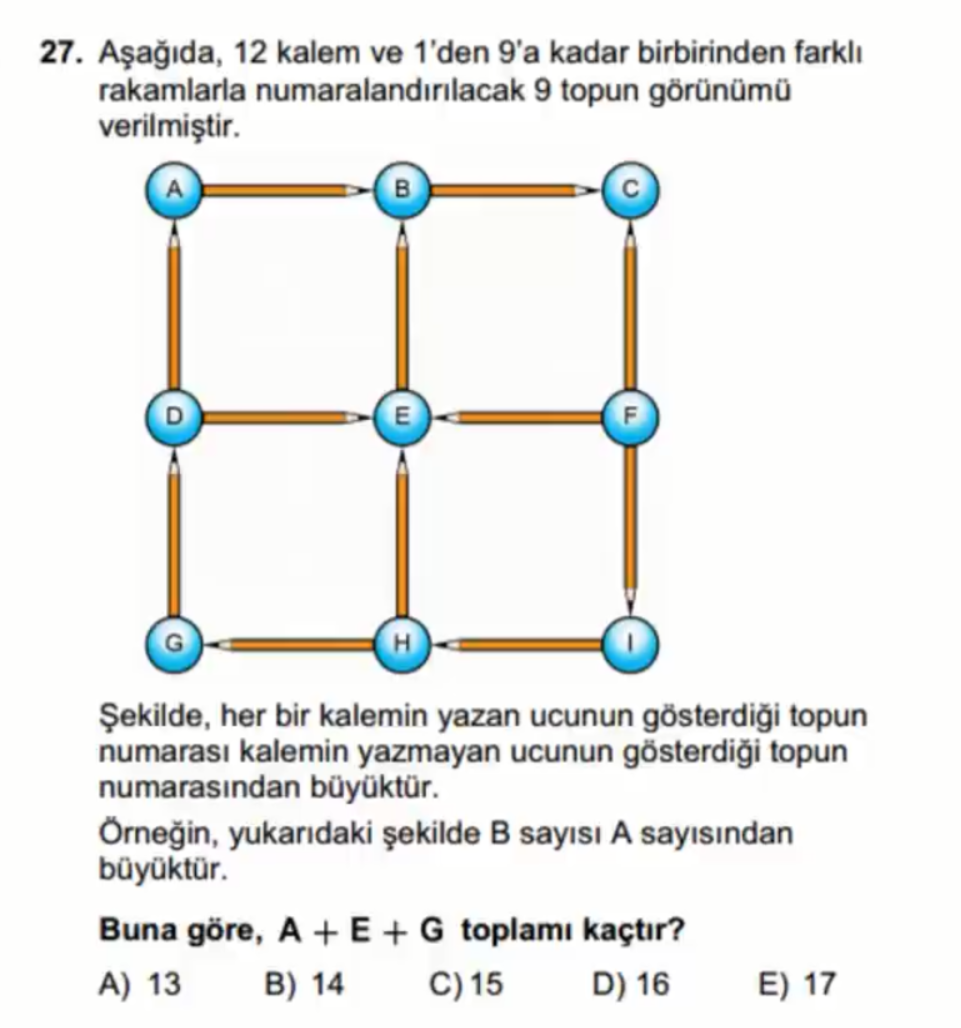 27. Aşağıda, 12 kalem ve 1'den 9'a kadar birbirinden farklı
rakamlarla numaralandırılacak 9 topun görünümü
verilmiştir.
A B C
D E F
G H I
Şekilde, her bir kalemin yazan ucunun gösterdiği topun
numarası kalemin yazmayan ucunun gösterdiği topun
numarasından büyüktür.
Örneğin, yukarıdaki şekilde B sayısı A sayısından
büyüktür.
Buna göre, A + E + G toplamı kaçtır?
A) 13 B) 14 C) 15 D) 16 E) 17